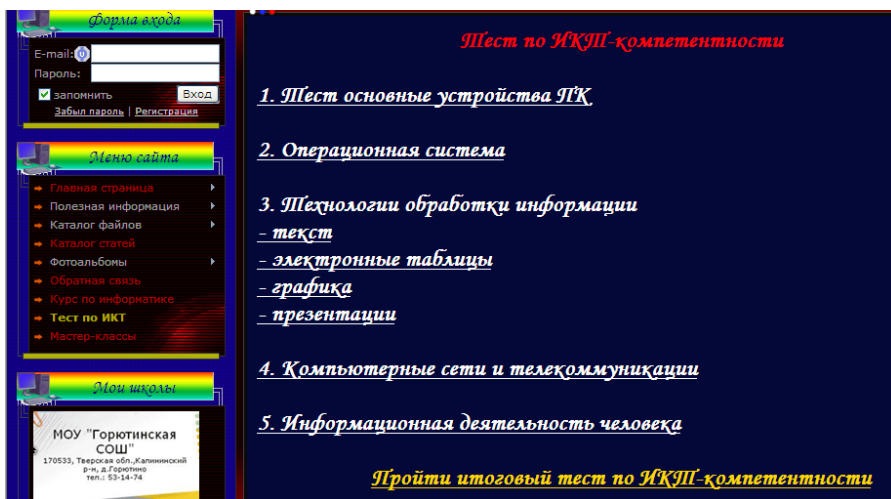 Форма входа
E-mail:
Пароль:
запомнить
Вход
Забыл пароль | Регистрация
Меню сайта
Главная страница
Полезная информация
Каталог файлов
Каталог статей
Фотоальбомы
Обратная связь
Курс по информатике
Тест по ИКТ
Мастер-классы
Мои школы
МОУ "Горютинская
СОШ"
170533, Тверская обл.,Калининский
р-н, д.Горютино
тел.: 53-14-74
Тест по ИКТ-компетентности
1. Тест основные устройства ПК
2. Операционная система
3. Технологии обработки информации
- текст
- электронные таблицы
- графика
- презентации
4. Компьютерные сети и телекоммуникации
5. Информационная деятельность человека
Пройти итоговый тест по ИКТ-компетентности